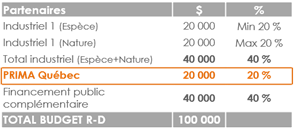 Partenaires $ %
Industriel 1 (Espèce) 20 000 Min 20 %
Industriel 1 (Nature) 20 000 Max 20 %
Total industriel (Espèce+Nature) 40 000 40 %
PRIMA Québec 20 000 20 %
Financement public
complémentaire 40 000 40 %
TOTAL BUDGET R-D 100 000